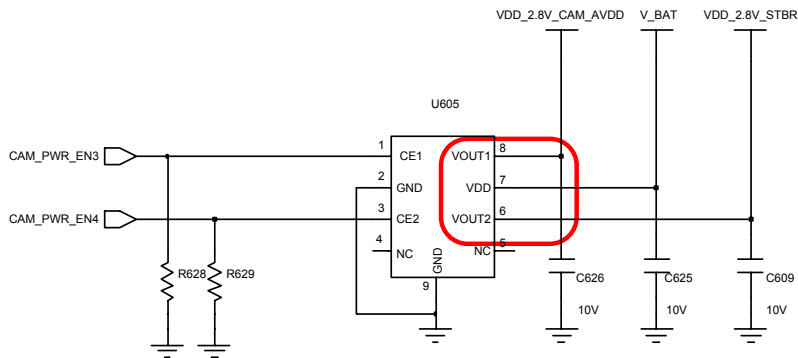 VDD_2.8V_CAM_AVDD V_BAT VDD_2.8V_STBR
U605
CAM_PWR_EN3 1 CE1 VOUT1 8
2 GND VDD 7
CAM_PWR_EN4 3 CE2 VOUT2 6
4 NC NC 5
GND
9
R628 R629 C626 C625 C609
10V 10V 10V